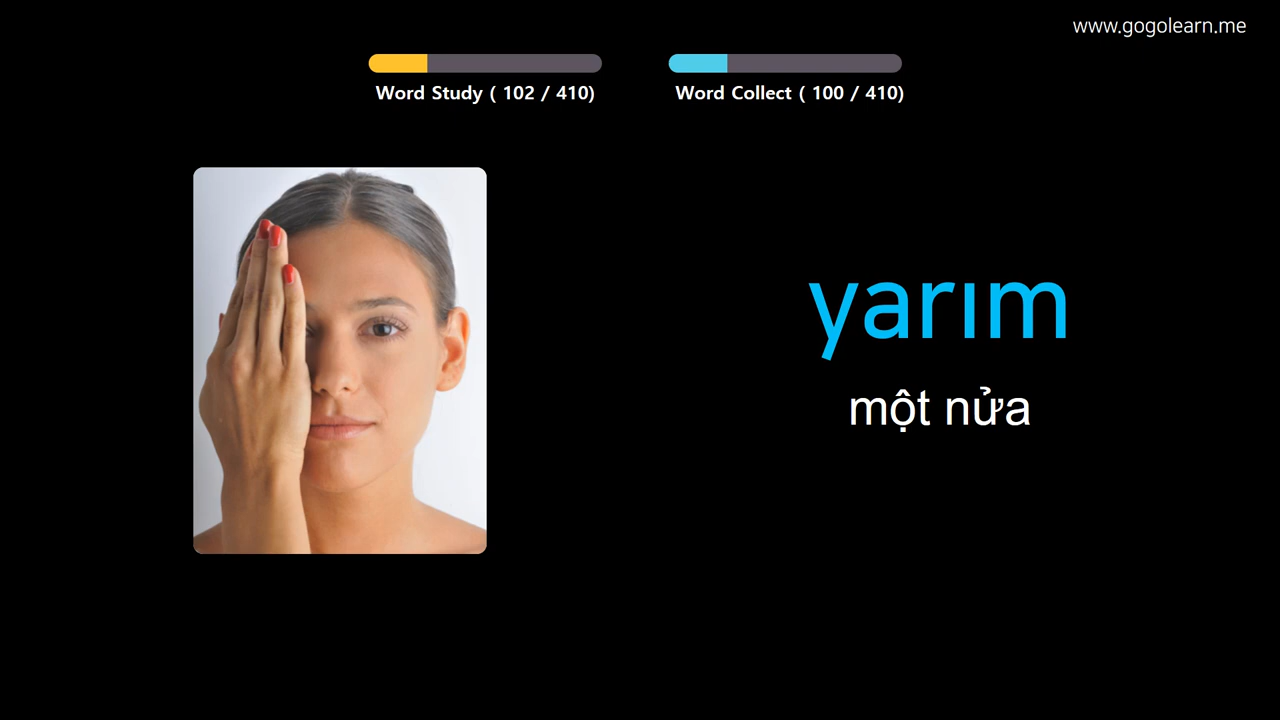 www.gogolearn.me
Word Study ( 102 / 410)
Word Collect ( 100 / 410)
yarım
một nửa